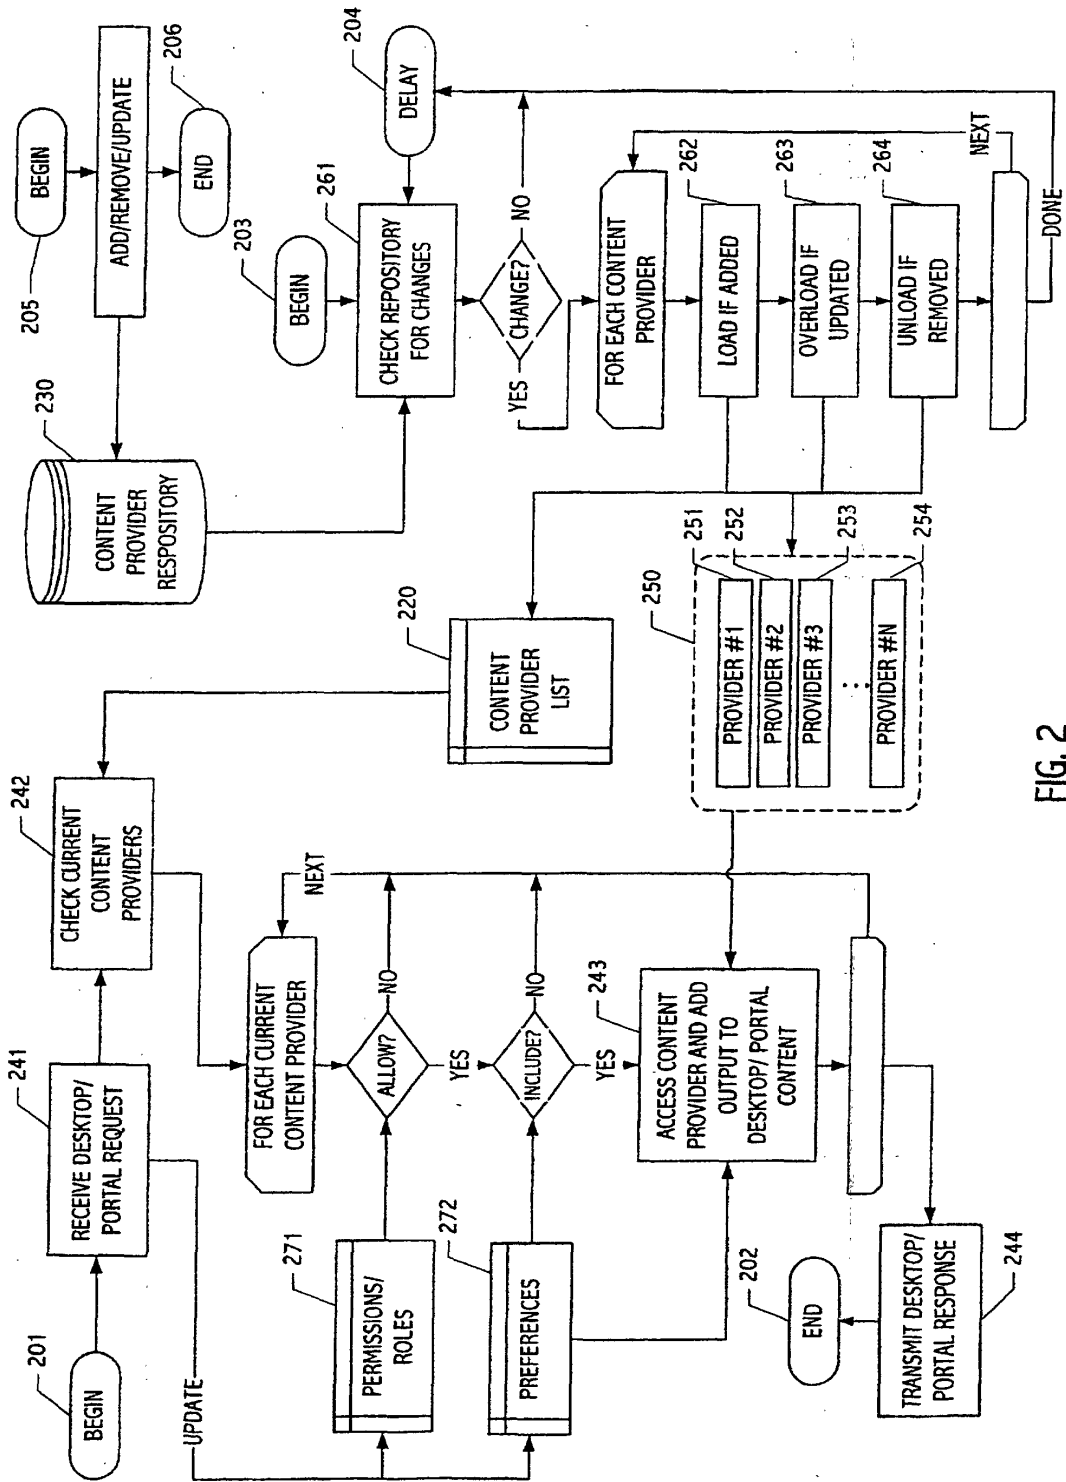 201
BEGIN
UPDATE
241
RECEIVE DESKTOP/
PORTAL REQUEST
242
CHECK CURRENT
CONTENT
PROVIDERS
FOR EACH CURRENT
CONTENT PROVIDER
NEXT
271
PERMISSIONS/
ROLES
ALLOW?
NO
YES
272
PREFERENCES
INCLUDE?
NO
YES
243
ACCESS CONTENT
PROVIDER AND ADD
OUTPUT TO
DESKTOP/ PORTAL
CONTENT
202
END
TRANSMIT DESKTOP/
PORTAL RESPONSE
244
230
CONTENT
PROVIDER
RESPOSITORY
205
BEGIN
ADD/REMOVE/UPDATE
206
END
220
CONTENT
PROVIDER
LIST
203
BEGIN
261
CHECK REPOSITORY
FOR CHANGES
204
DELAY
CHANGE?
NO
YES
FOR EACH CONTENT
PROVIDER
262
LOAD IF ADDED
263
OVERLOAD IF
UPDATED
264
UNLOAD IF
REMOVED
NEXT
DONE
250
251
PROVIDER #1
252
PROVIDER #2
253
PROVIDER #3
...
254
PROVIDER #N
FIG. 2